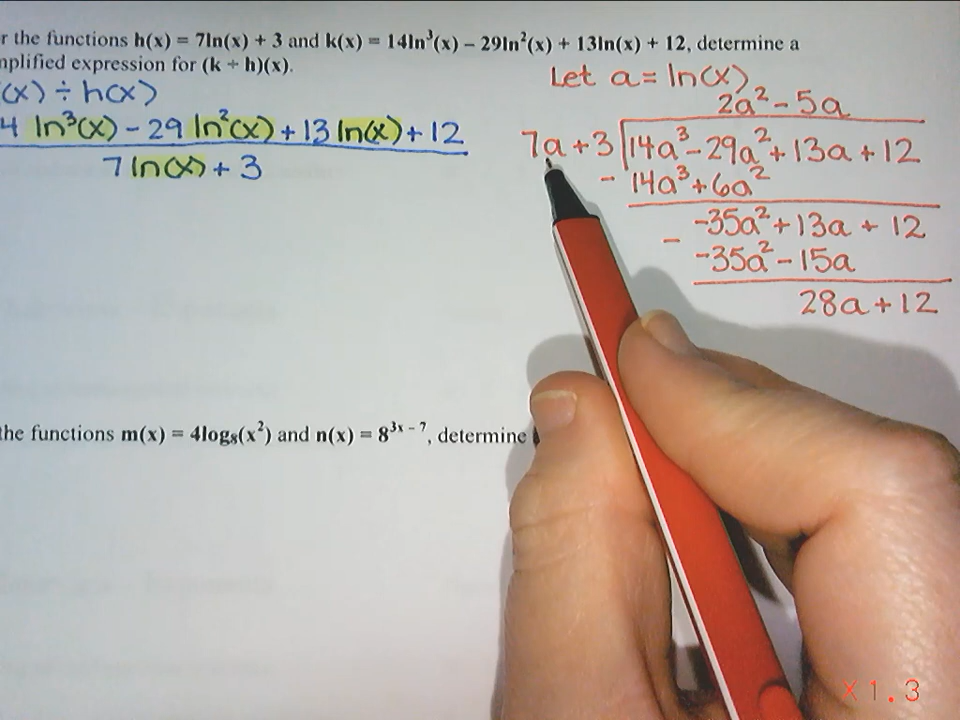 r the functions h(x) = 7ln(x) + 3 and k(x) = 14ln³(x) – 29ln²(x) + 13ln(x) + 12, determine a
nplified expression for (k ÷ h)(x).
(x) ÷ h(x)
4 ln³(x) - 29 ln²(x) + 13 ln(x) + 12
7 ln(x) + 3
Let a = ln(x)
2a² - 5a
7a + 3 14a³ - 29a² + 13a + 12
- 14a³ + 6a²
-35a² + 13a + 12
- -35a² - 15a
28a + 12
the functions m(x) = 4log₈(x²) and n(x) = 8³ˣ ⁻ ⁷, determine
x1.3